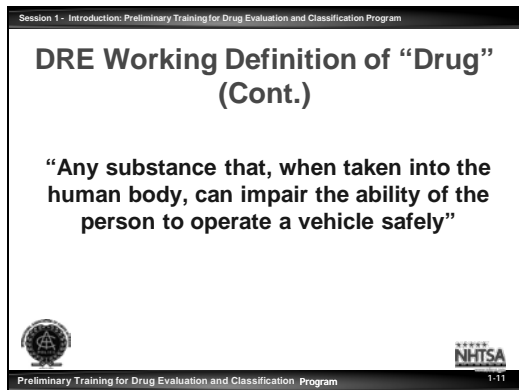 Session 1 - Introduction: Preliminary Training for Drug Evaluation and Classification Program
DRE Working Definition of “Drug”
(Cont.)
“Any substance that, when taken into the
human body, can impair the ability of the
person to operate a vehicle safely”
NHTSA
Preliminary Training for Drug Evaluation and Classification Program
1-11